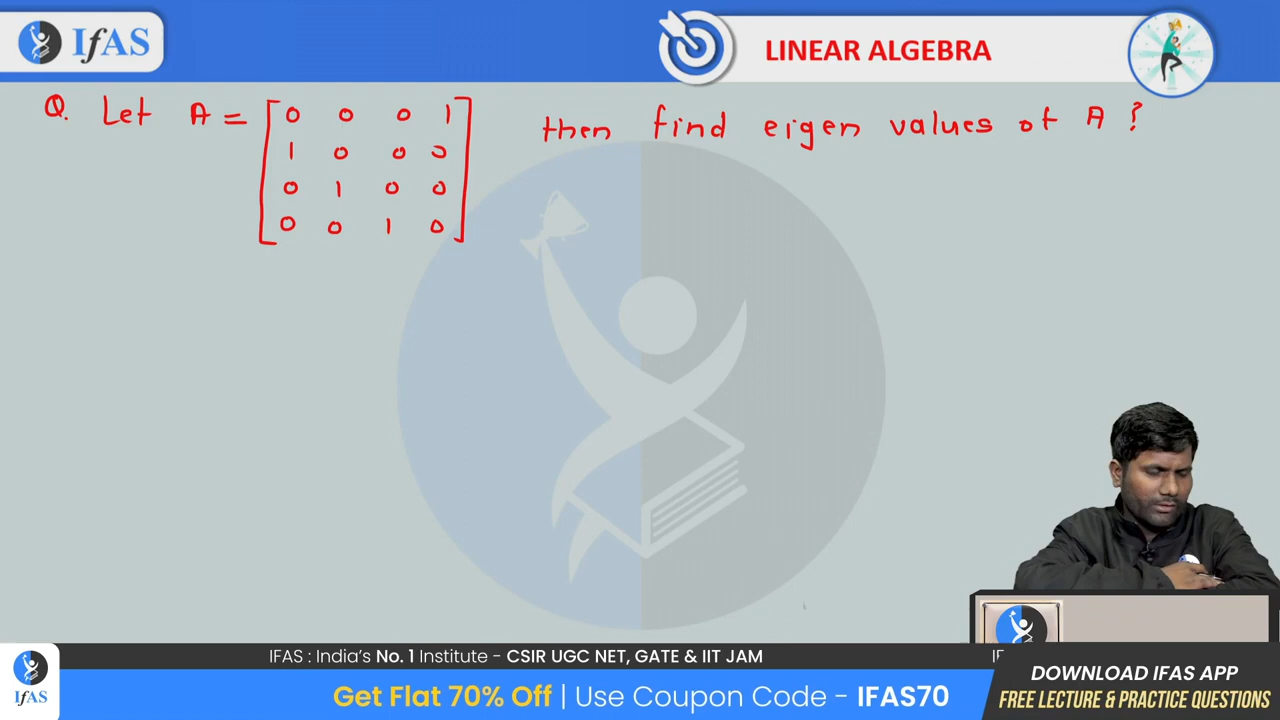 IfAS
LINEAR ALGEBRA
Q. Let A = [ 0 0 0 1 then find eigen values of A ?
1 0 0 0
0 1 0 0
0 0 1 0 ]
IFAS : India's No. 1 Institute – CSIR UGC NET, GATE & IIT JAM
IE
IfAS
Get Flat 70% Off | Use Coupon Code - IFAS70
DOWNLOAD IFAS APP
FREE LECTURE & PRACTICE QUESTIONS